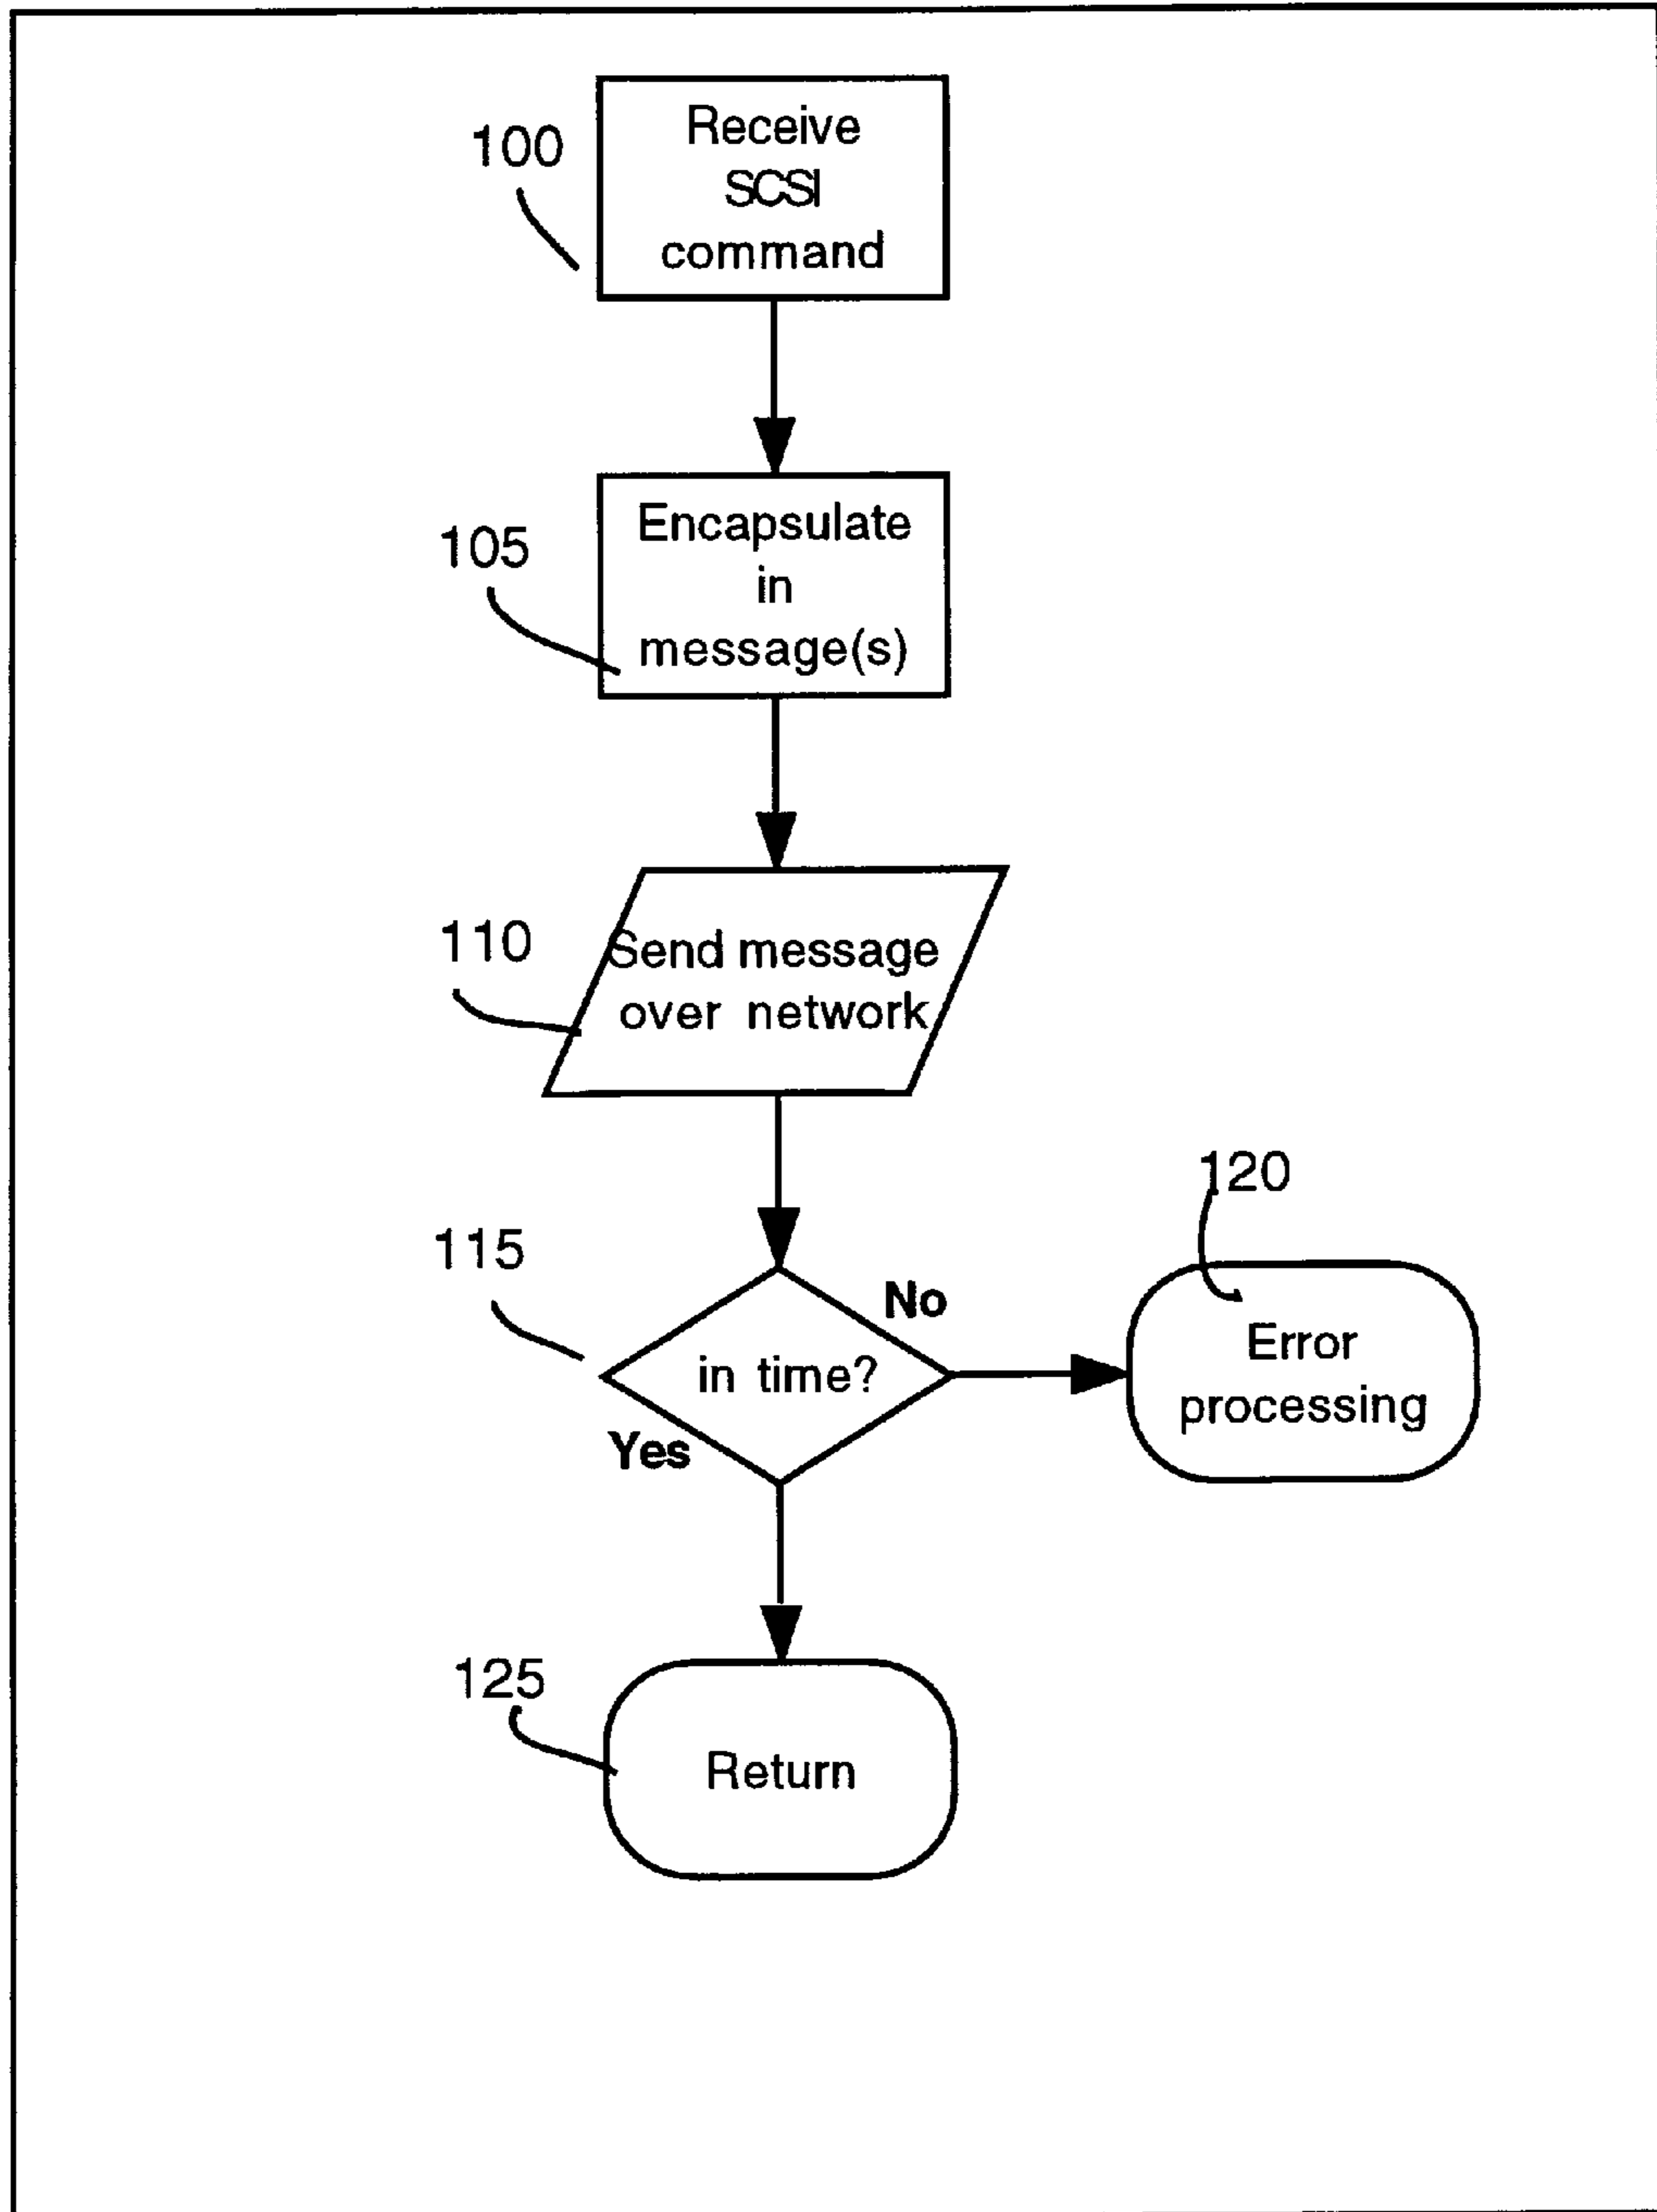 100
Receive
SCSI
command
105
Encapsulate
in
message(s)
110
Send message
over network
120
115
No
in time?
Error
processing
Yes
125
Return